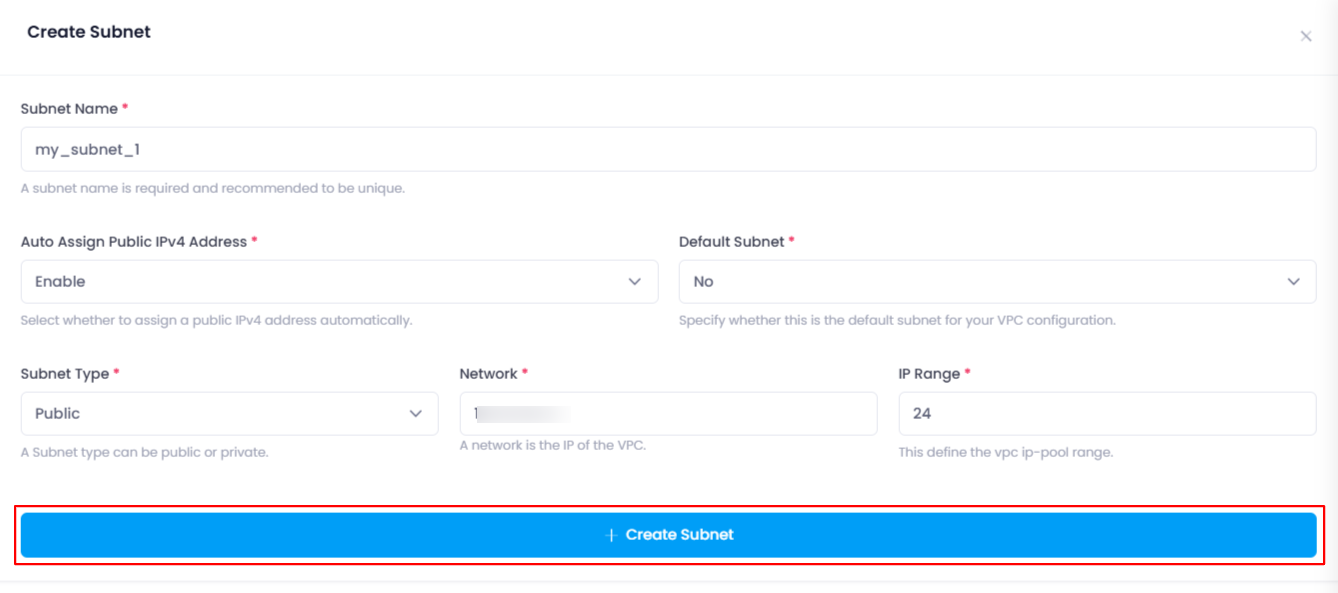 Create Subnet
Subnet Name *
my_subnet_1
A subnet name is required and recommended to be unique.
Auto Assign Public IPv4 Address *
Default Subnet *
Enable
No
Select whether to assign a public IPv4 address automatically.
Specify whether this is the default subnet for your VPC configuration.
Subnet Type *
Network *
IP Range *
Public
24
A Subnet type can be public or private.
A network is the IP of the VPC.
This define the vpc ip-pool range.
+ Create Subnet